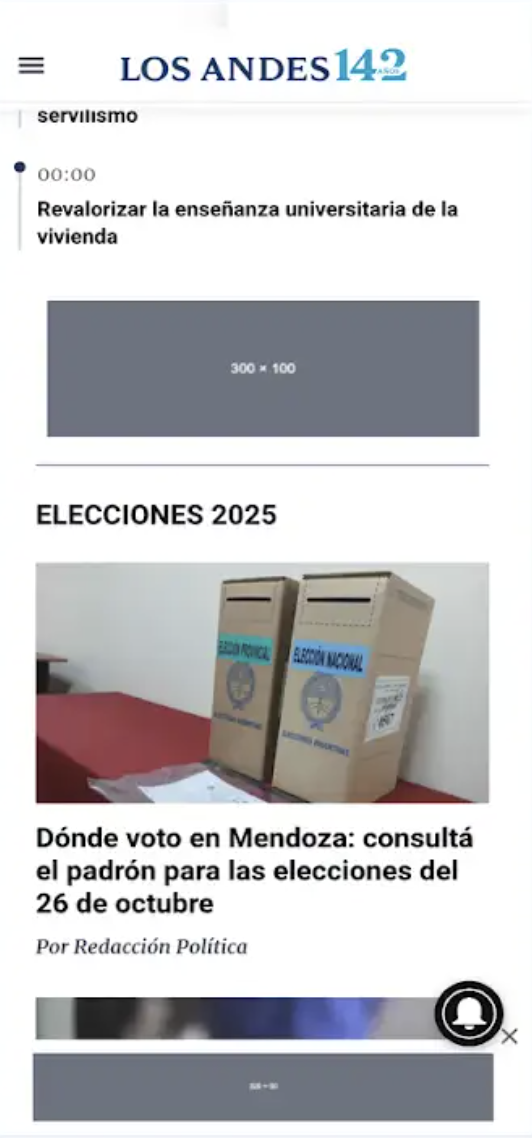 LOS ANDES 142
AÑOS
servilismo
00:00
Revalorizar la enseñanza universitaria de la
vivienda
300 × 100
ELECCIONES 2025
ELECCIÓN PROVINCIAL
ELECCIÓN NACIONAL
Dónde voto en Mendoza: consultá
el padrón para las elecciones del
26 de octubre
Por Redacción Política